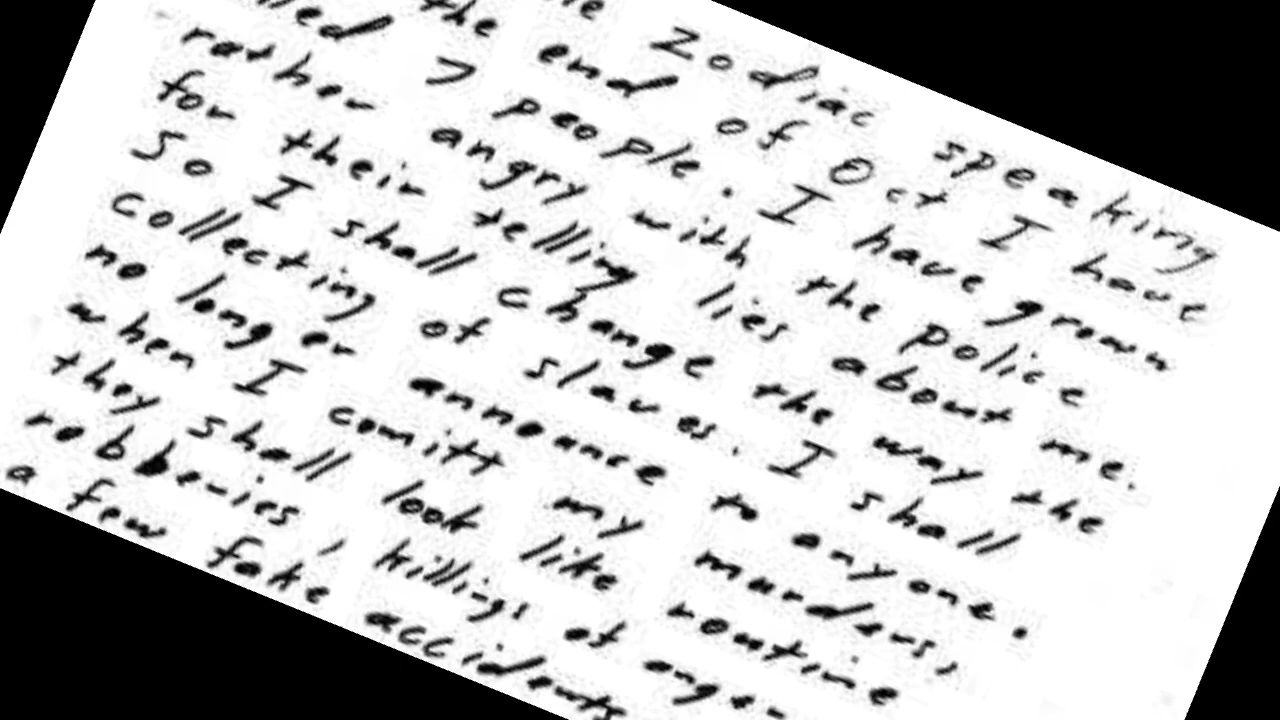 Zodiac speaking
the end of Oct I have
lled 7 people. I have grown
rather angry with the police
for their telling lies about me.
So I shall change the way the
collecting of slaves. I shall
no longer announce to anyone.
when I comitt my murders,
they shall look like routine
robberies, killings of anger
a few fake accidents